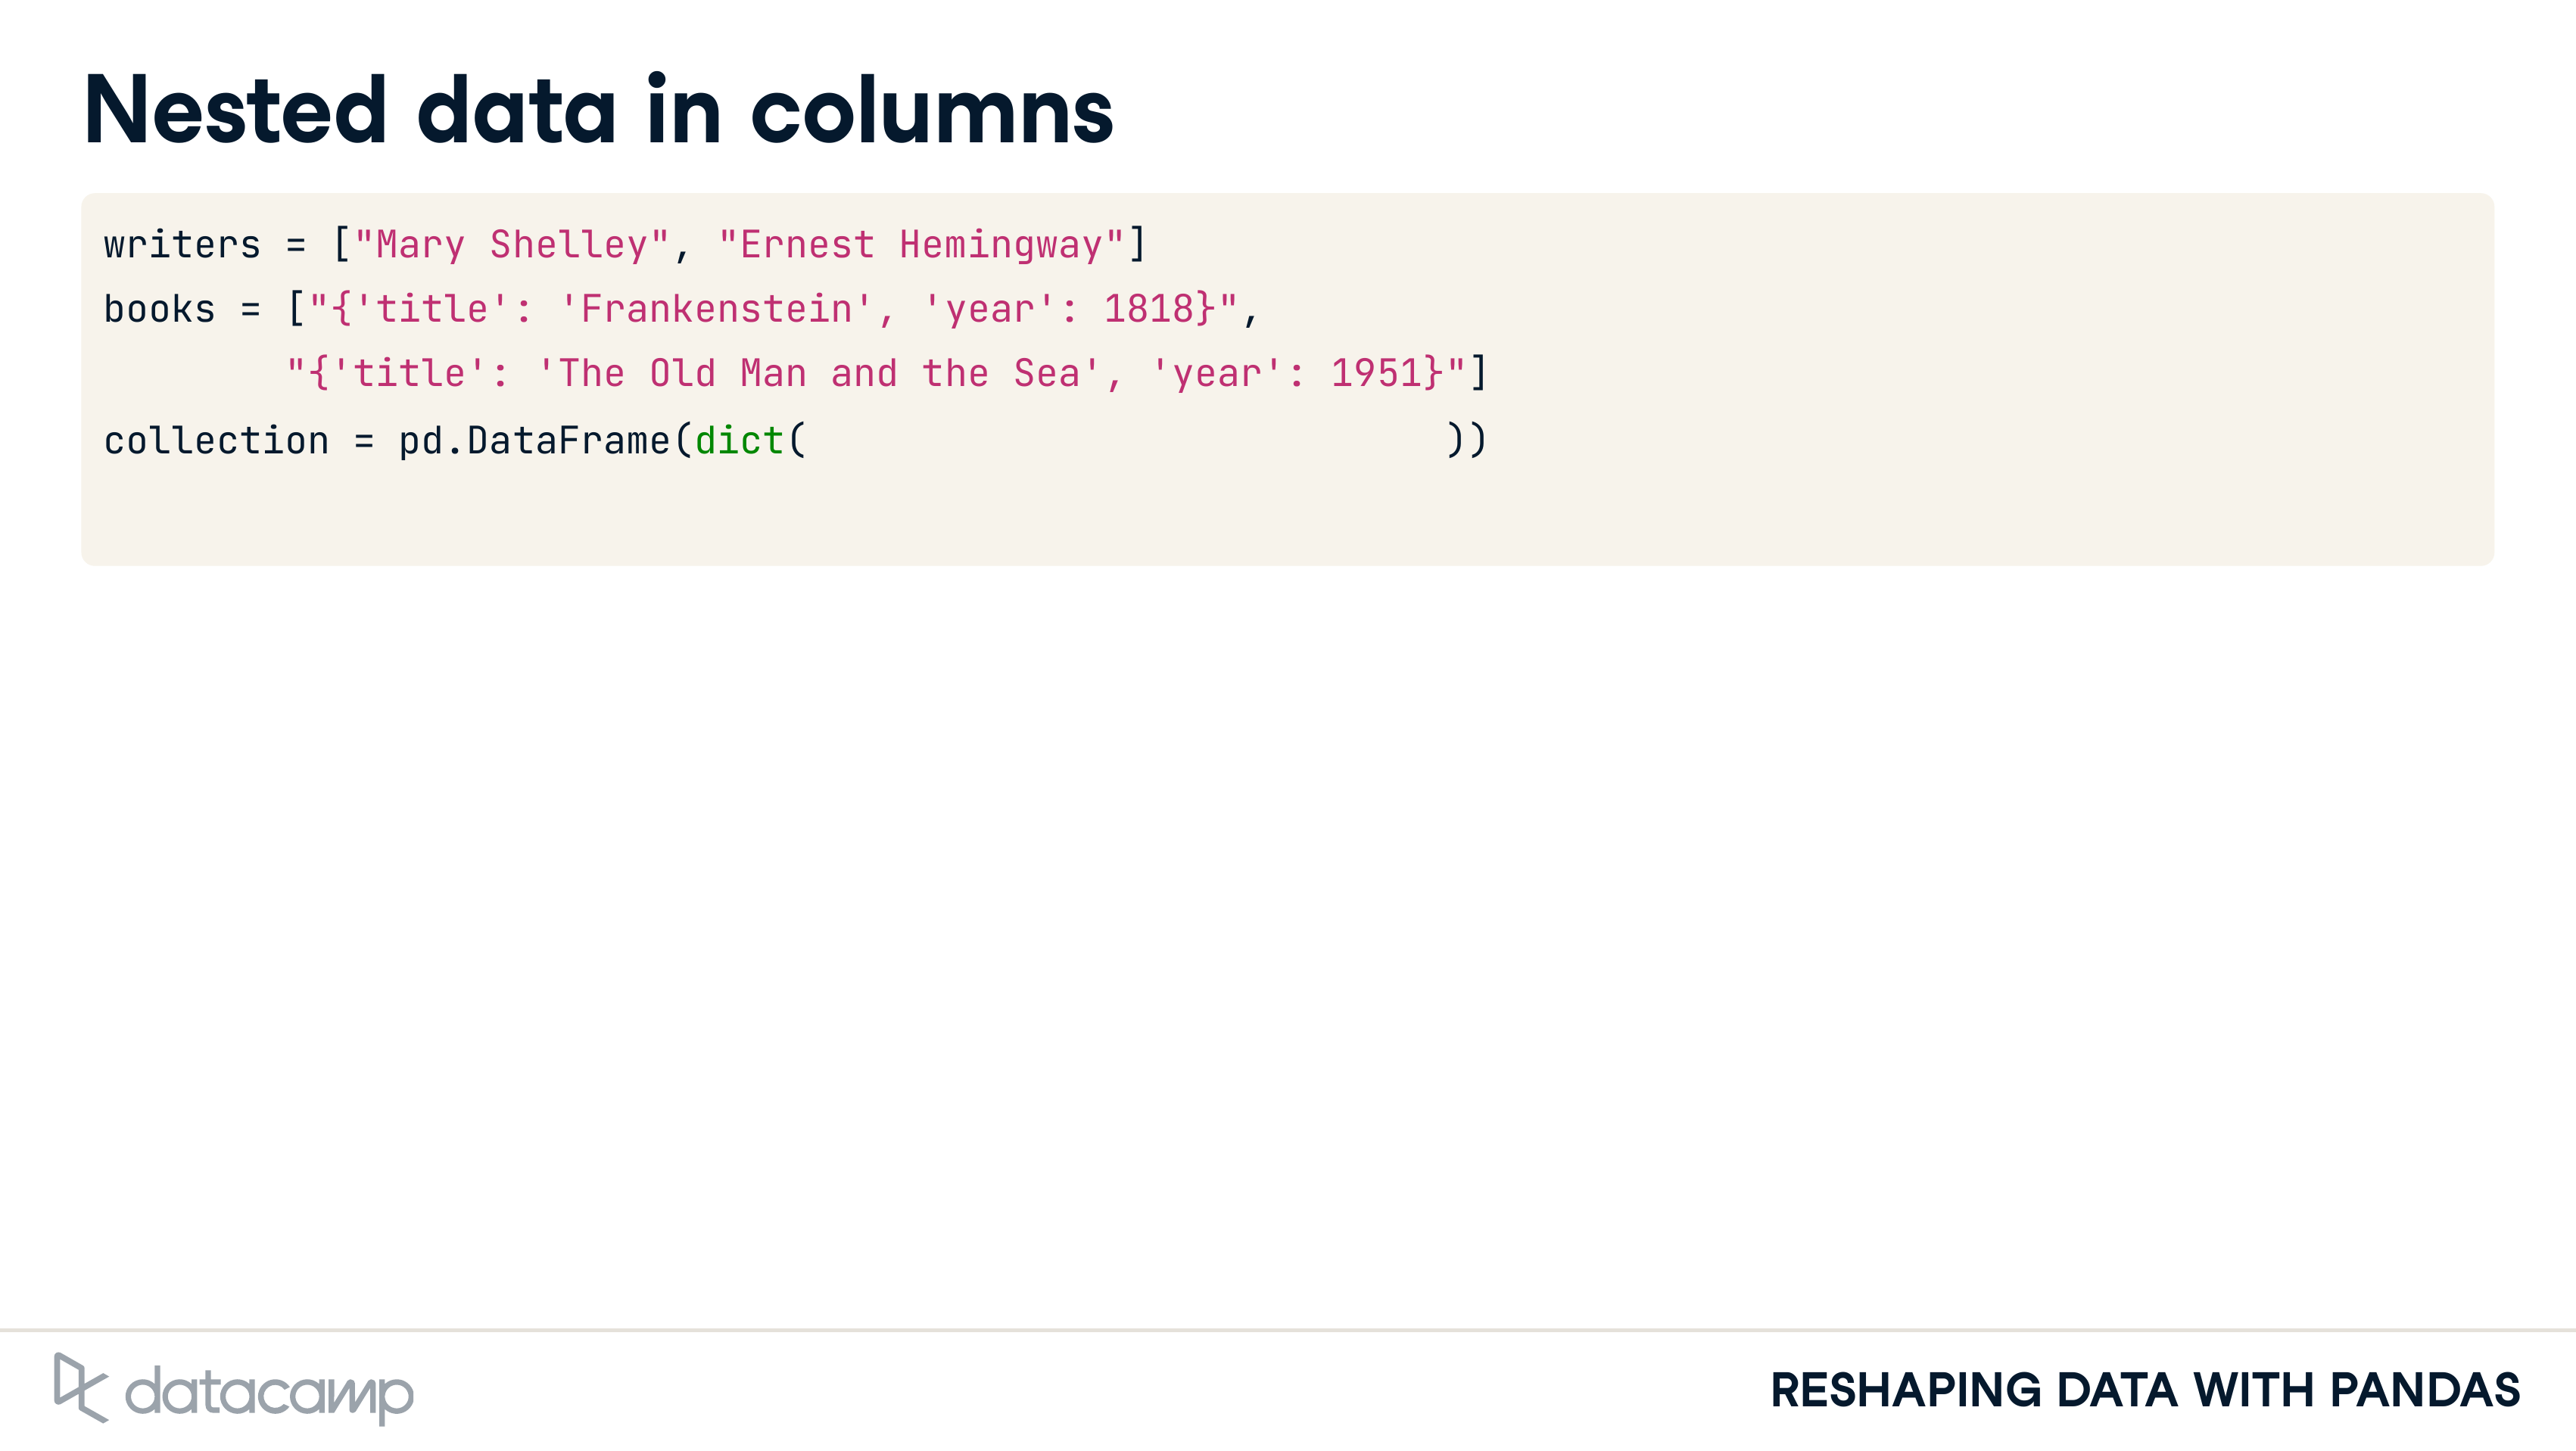 Nested data in columns
writers = ["Mary Shelley", "Ernest Hemingway"]
books = ["{'title': 'Frankenstein', 'year': 1818}",
"{'title': 'The Old Man and the Sea', 'year': 1951}"]
collection = pd.DataFrame(dict( ))
datacamp
RESHAPING DATA WITH PANDAS